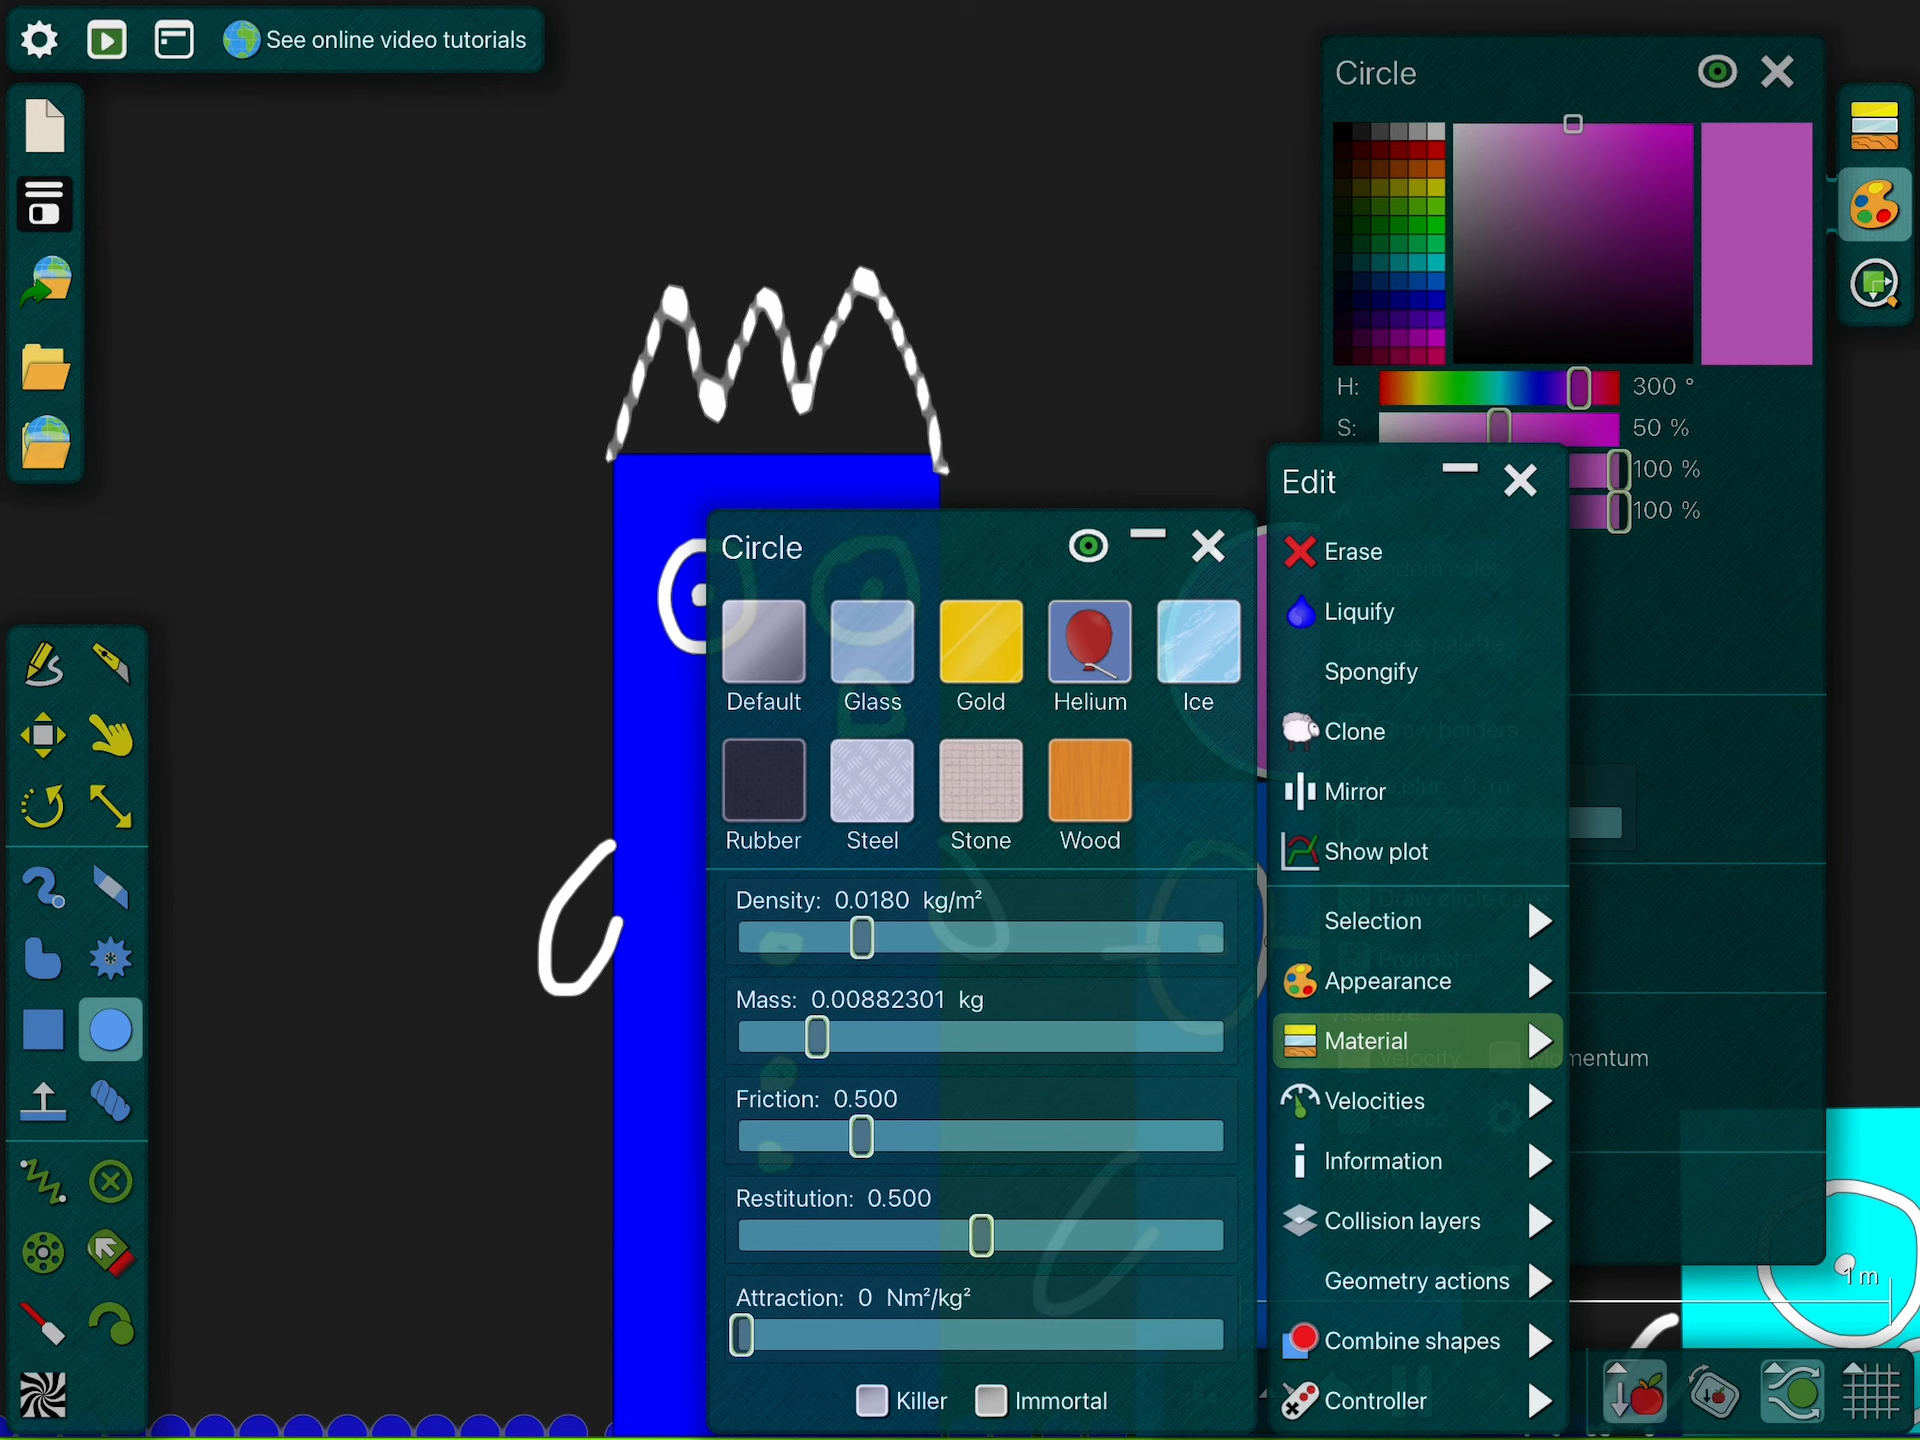 See online video tutorials
Circle
H: 300 °
S: 50 %
100 %
100 %
Edit
Erase
Liquify
Spongify
Clone
Mirror
Show plot
Selection
Appearance
Material
Velocities
Information
Collision layers
Geometry actions
Combine shapes
Controller
Circle
Default
Glass
Gold
Helium
Ice
Rubber
Steel
Stone
Wood
Density: 0.0180 kg/m²
Mass: 0.00882301 kg
Friction: 0.500
Restitution: 0.500
Attraction: 0 Nm²/kg²
Killer
Immortal
mentum
1 m